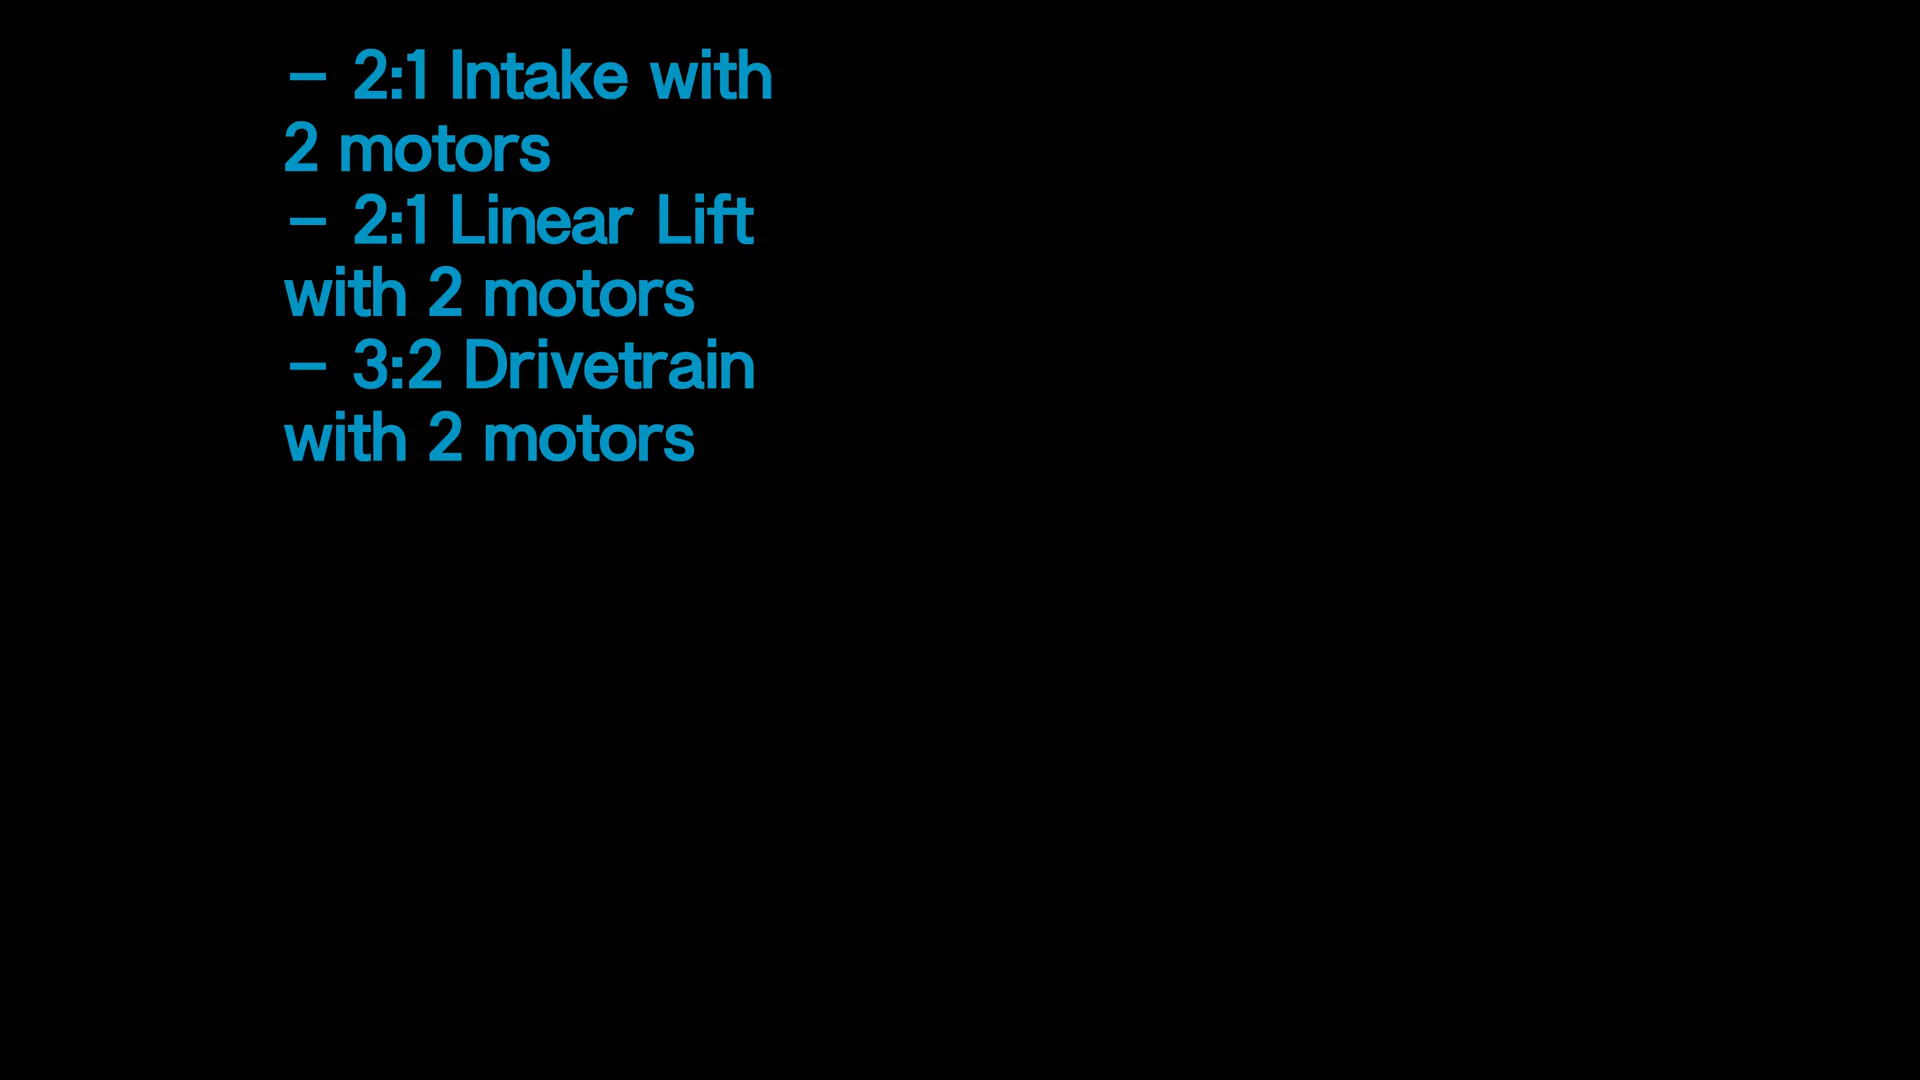 – 2:1 Intake with
2 motors
– 2:1 Linear Lift
with 2 motors
– 3:2 Drivetrain
with 2 motors